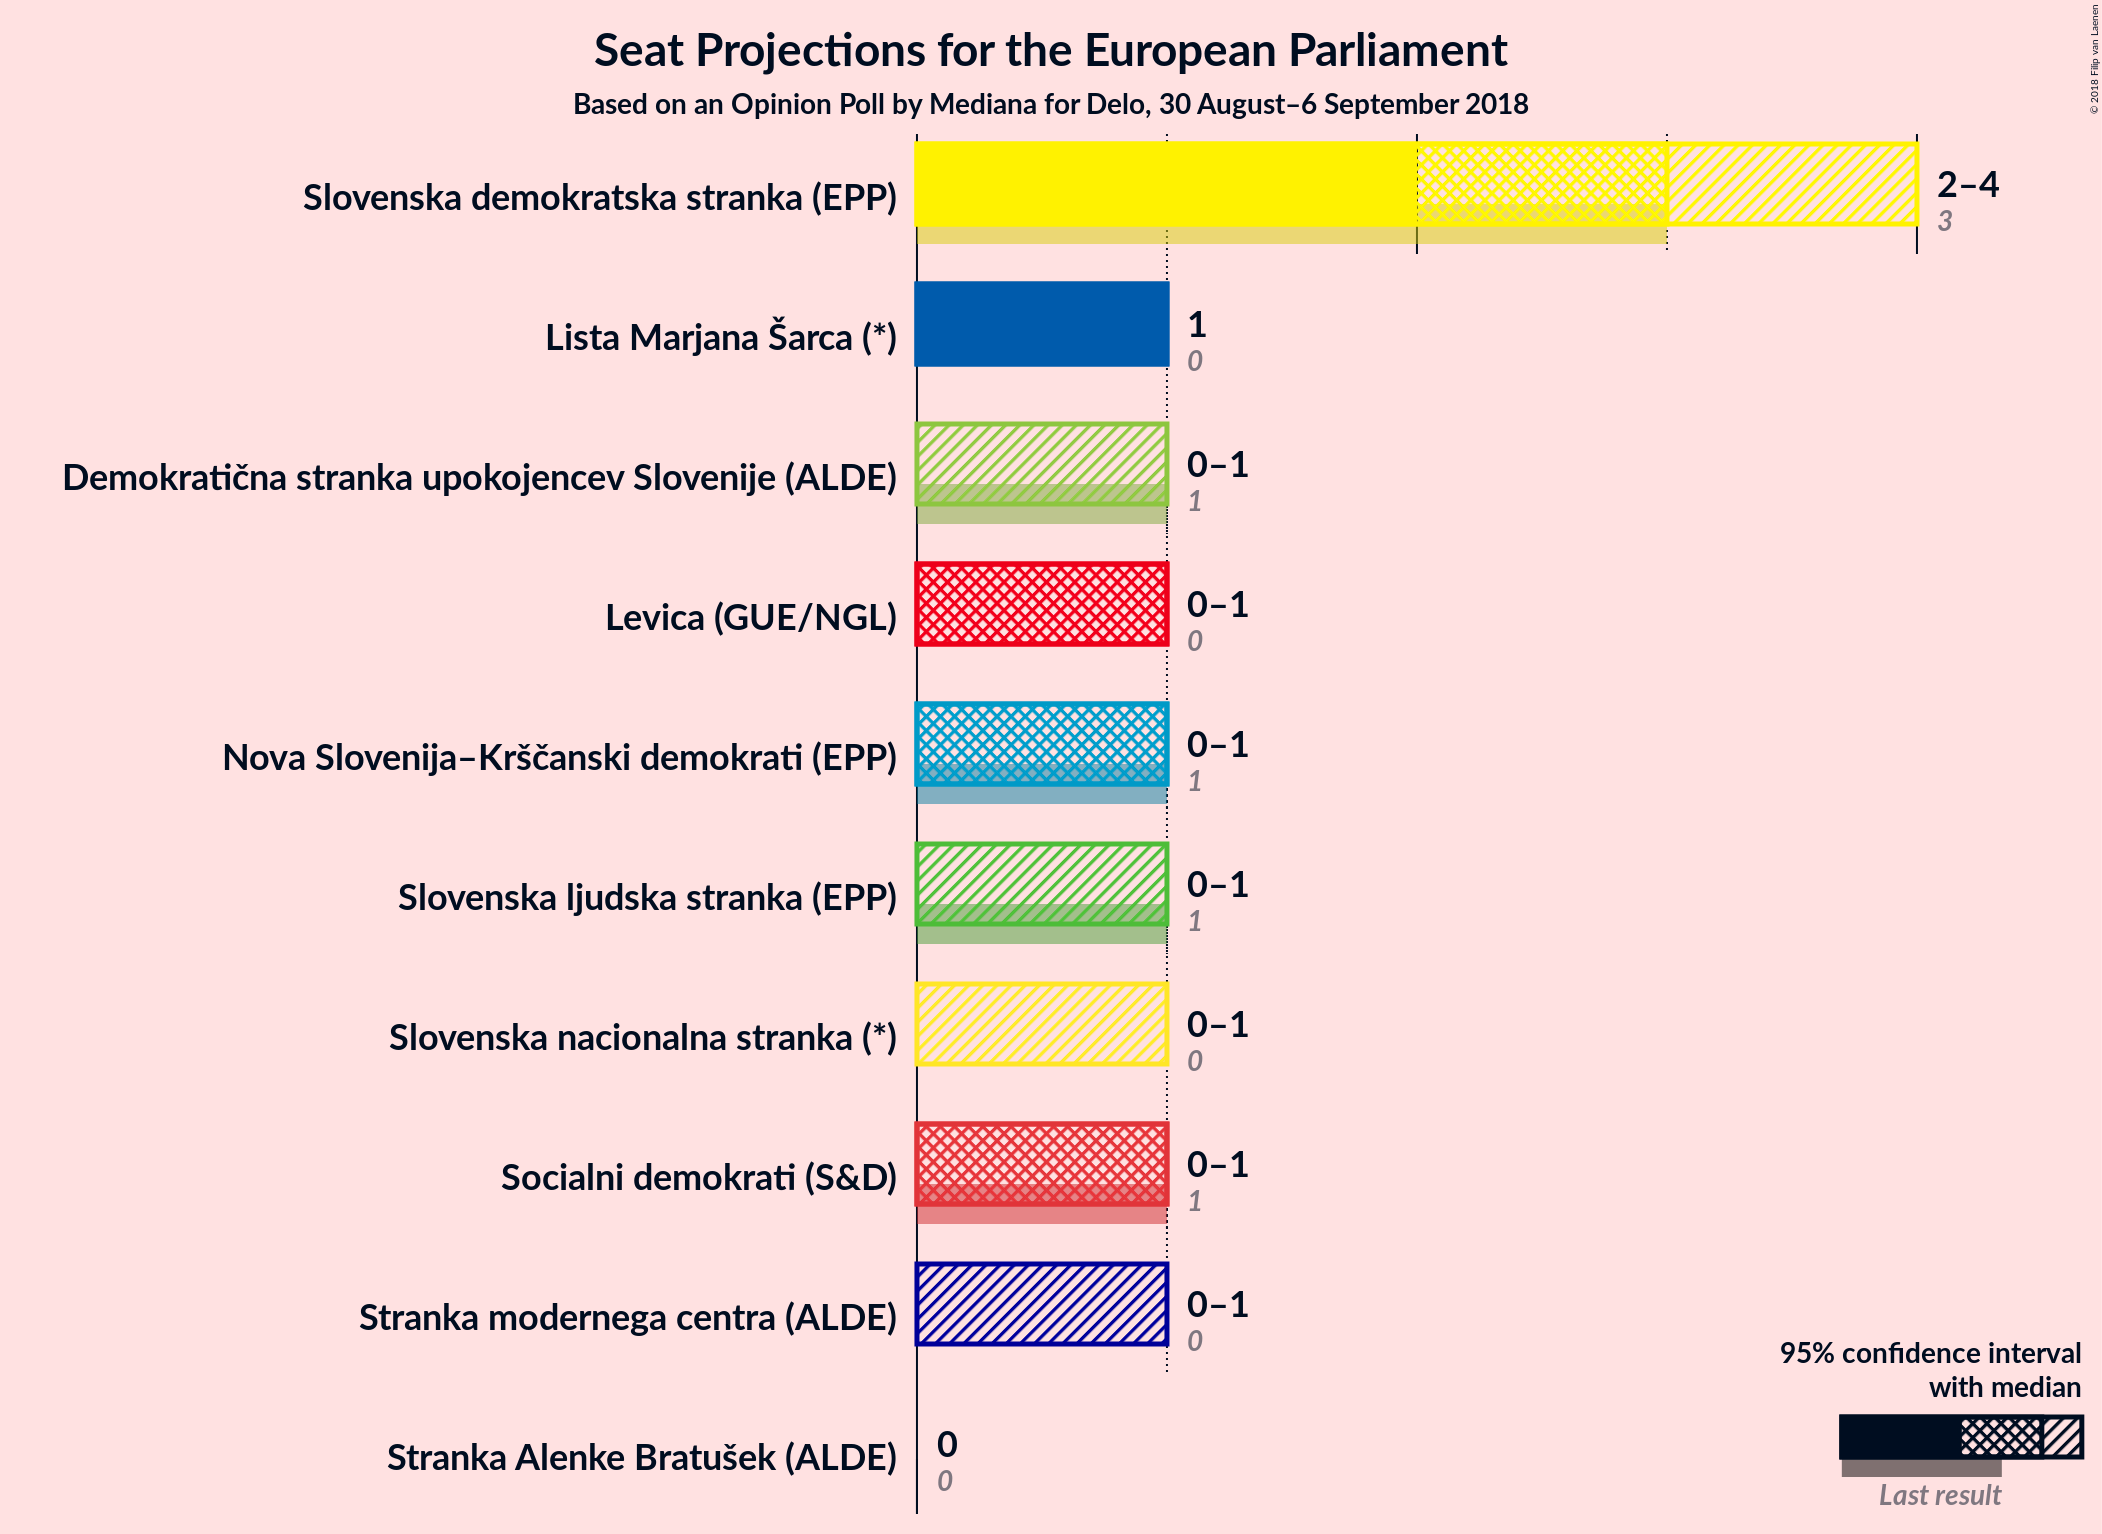 Seat Projections for the European Parliament
Based on an Opinion Poll by Mediana for Delo, 30 August–6 September 2018
© 2018 Filip van Laenen
Slovenska demokratska stranka (EPP)
2–4
3
Lista Marjana Šarca (*)
1
0
Demokratična stranka upokojencev Slovenije (ALDE)
0–1
1
Levica (GUE/NGL)
0–1
0
Nova Slovenija–Krščanski demokrati (EPP)
0–1
1
Slovenska ljudska stranka (EPP)
0–1
1
Slovenska nacionalna stranka (*)
0–1
0
Socialni demokrati (S&D)
0–1
1
Stranka modernega centra (ALDE)
0–1
0
Stranka Alenke Bratušek (ALDE)
0
0
95% confidence interval
with median
Last result